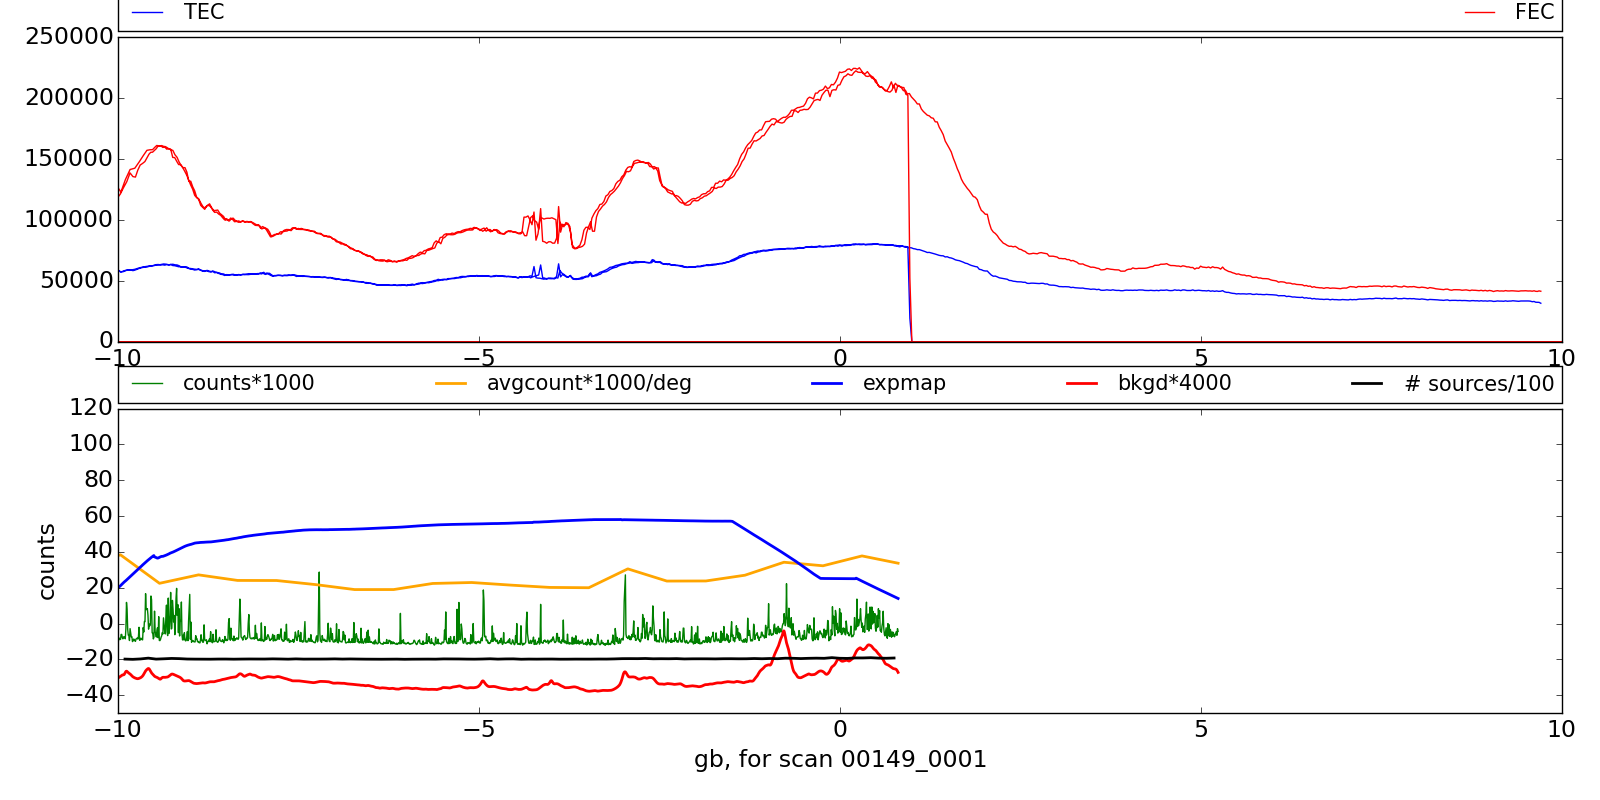 TEC FEC
250000
200000
150000
100000
50000
0
−10 −5 0 5 10
counts*1000 avgcount*1000/deg expmap bkgd*4000 # sources/100
120
100
80
60
40
20
0
−20
−40
counts
−10 −5 0 5 10
gb, for scan 00149_0001